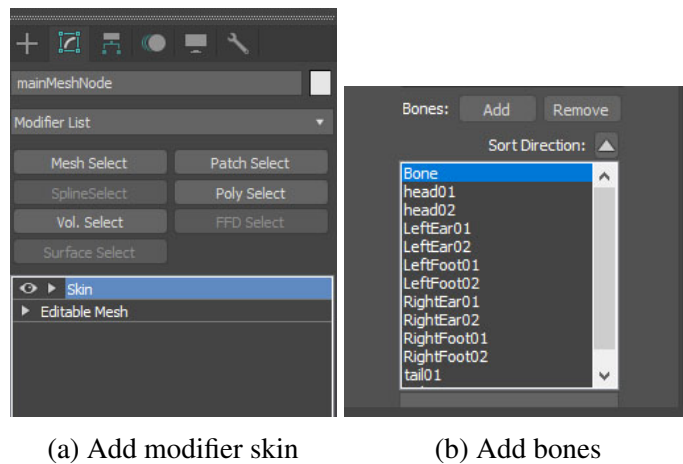 mainMeshNode
Modifier List
Mesh Select Patch Select
SplineSelect Poly Select
Vol. Select FFD Select
Surface Select
Skin
Editable Mesh
(a) Add modifier skin
Bones: Add Remove
Sort Direction:
Bone
head01
head02
LeftEar01
LeftEar02
LeftFoot01
LeftFoot02
RightEar01
RightEar02
RightFoot01
RightFoot02
tail01
(b) Add bones